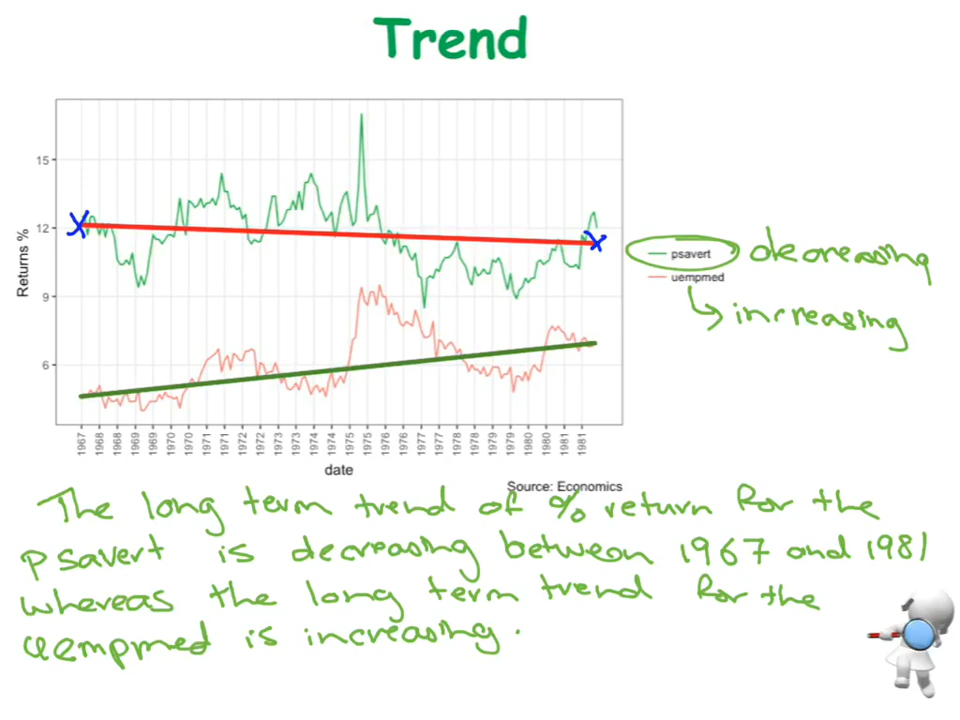 Trend
15
12
9
6
Returns %
psavert
uempmed
decreasing
increasing
1967 1968 1968 1969 1969 1970 1970 1971 1971 1972 1972 1973 1973 1974 1974 1975 1975 1976 1976 1977 1977 1978 1978 1979 1979 1980 1980 1981 1981
date
Source: Economics
The long term trend of % return for the
psavert is decreasing between 1967 and 1981
whereas the long term trend for the
uempmed is increasing.